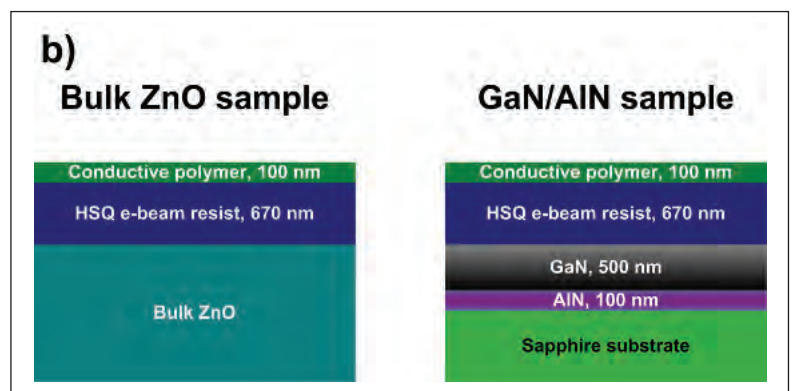 b)
Bulk ZnO sample
Conductive polymer, 100 nm
HSQ e-beam resist, 670 nm
Bulk ZnO
GaN/AlN sample
Conductive polymer, 100 nm
HSQ e-beam resist, 670 nm
GaN, 500 nm
AlN, 100 nm
Sapphire substrate